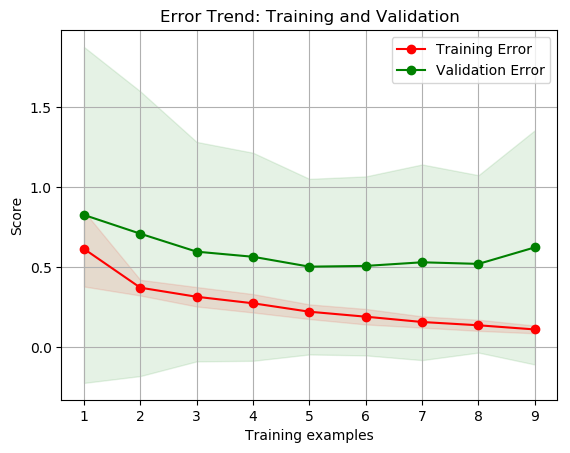 Error Trend: Training and Validation
Training Error
Validation Error
Score
1.5
1.0
0.5
0.0
1 2 3 4 5 6 7 8 9
Training examples